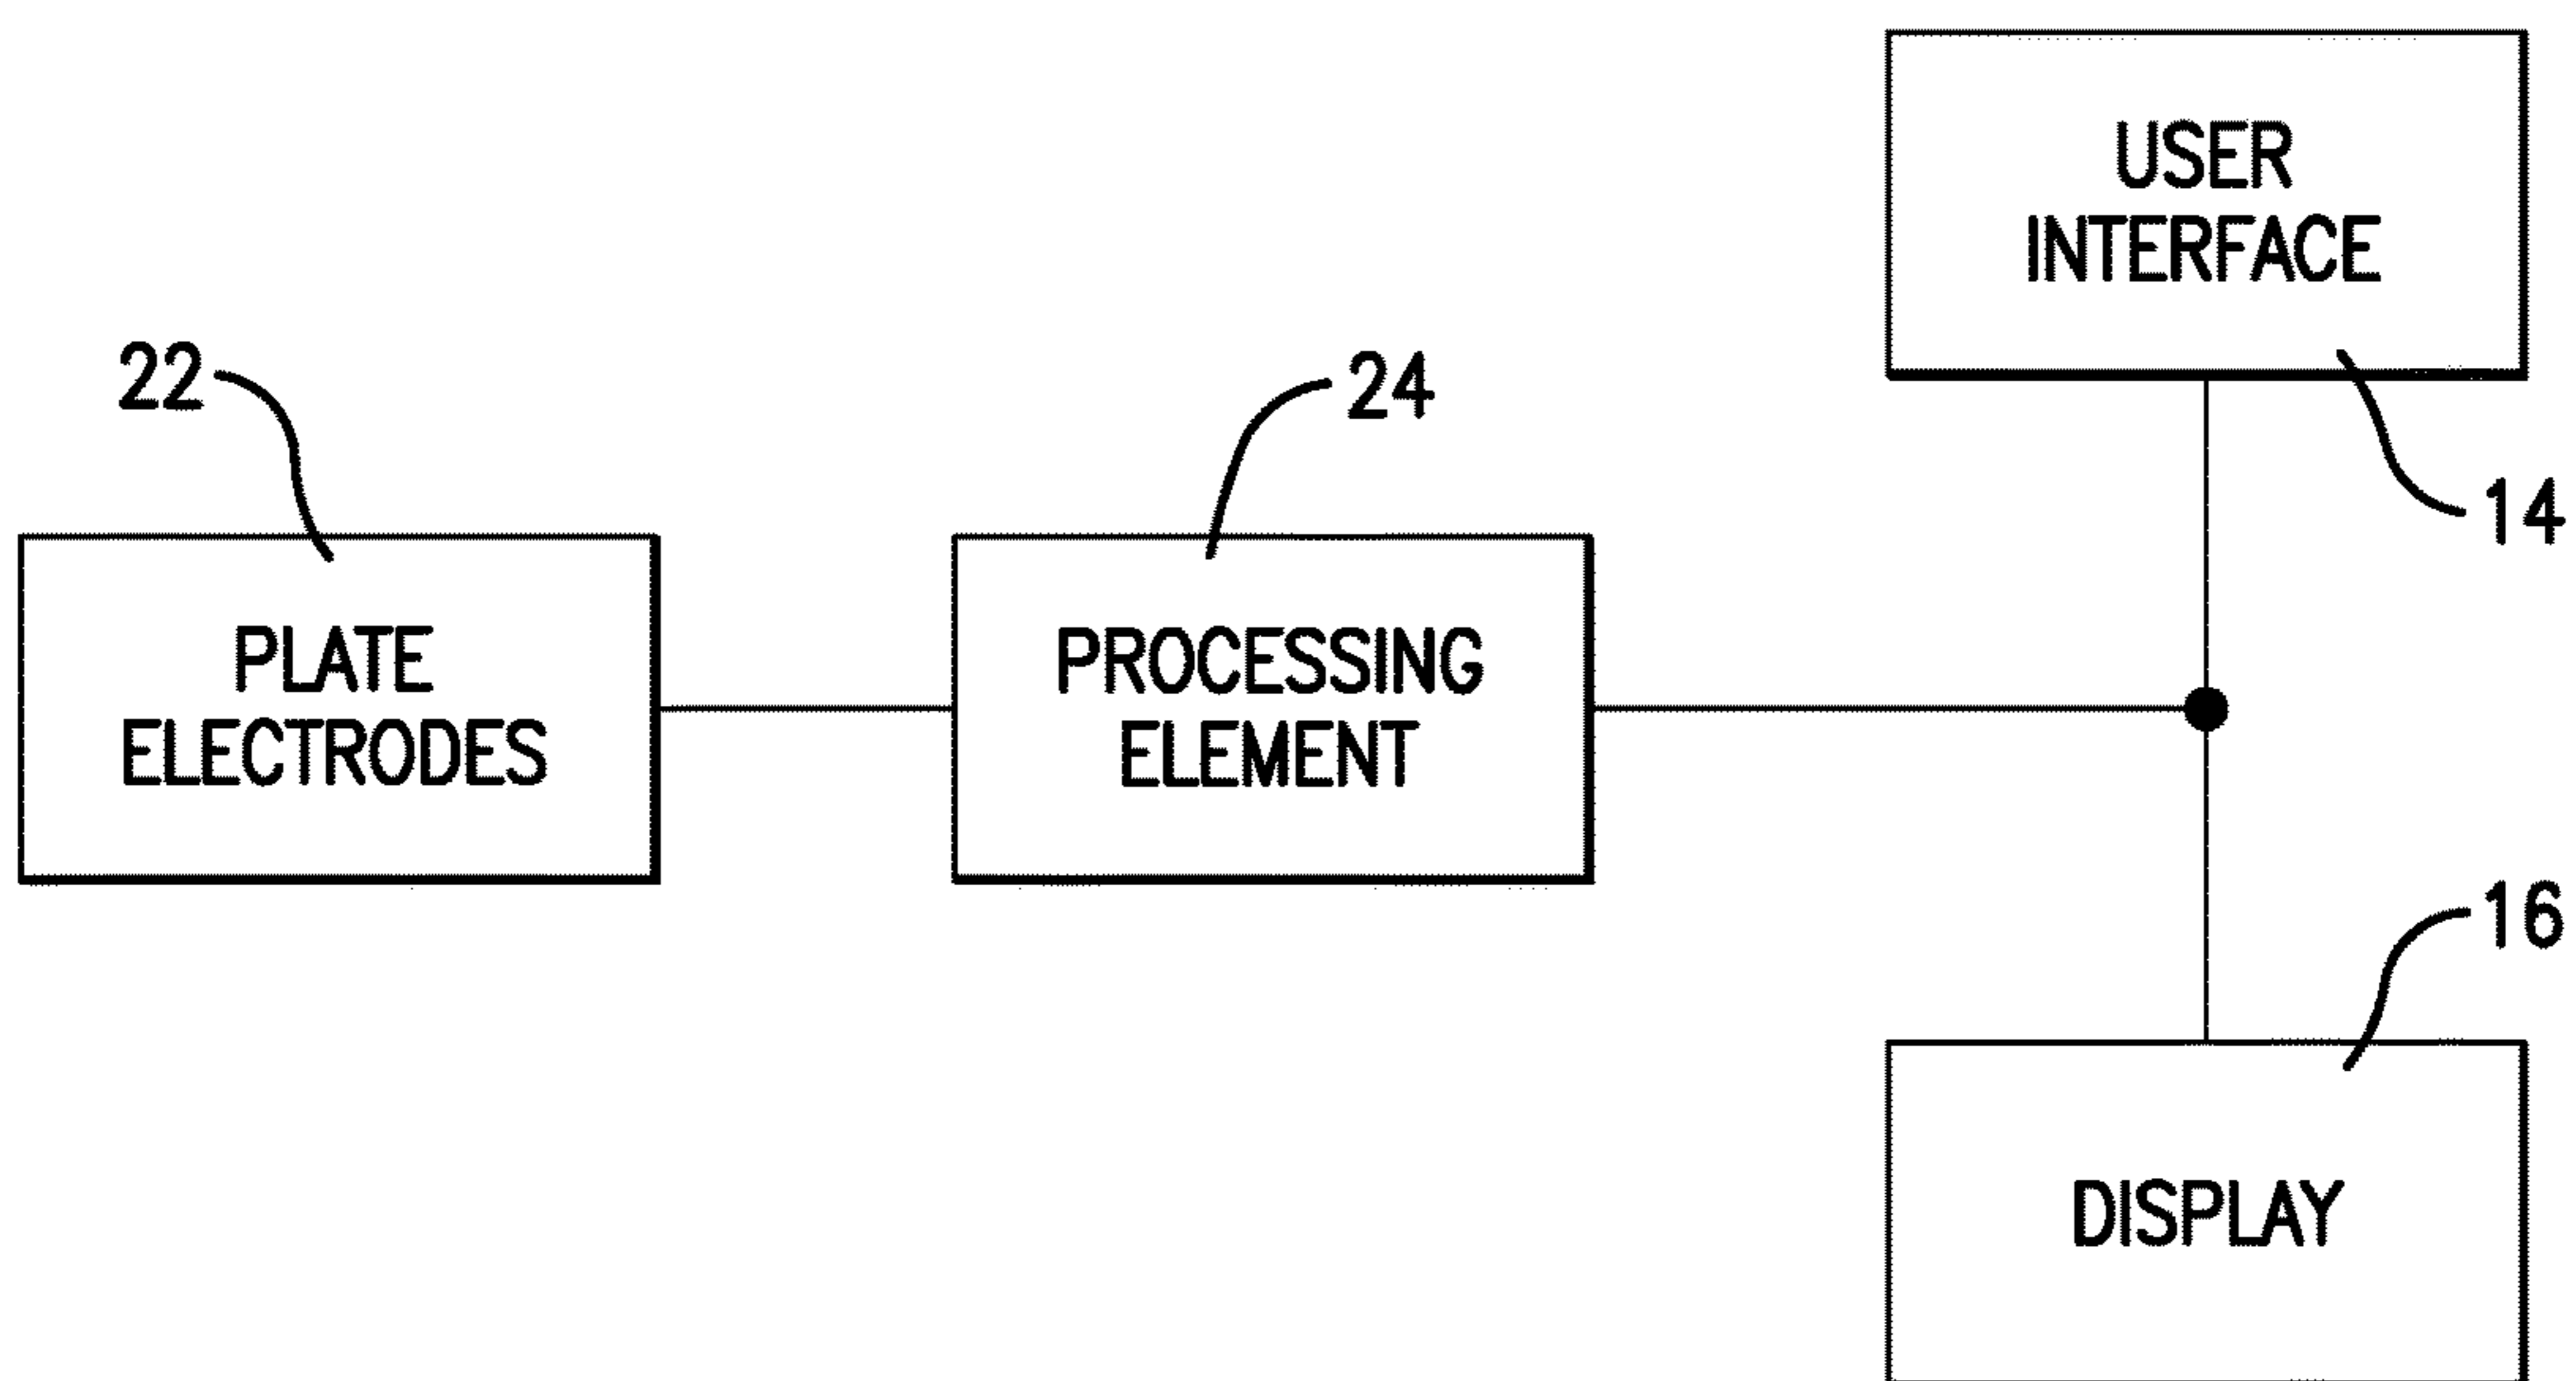 USER
INTERFACE
22
24
14
PLATE
ELECTRODES
PROCESSING
ELEMENT
16
DISPLAY